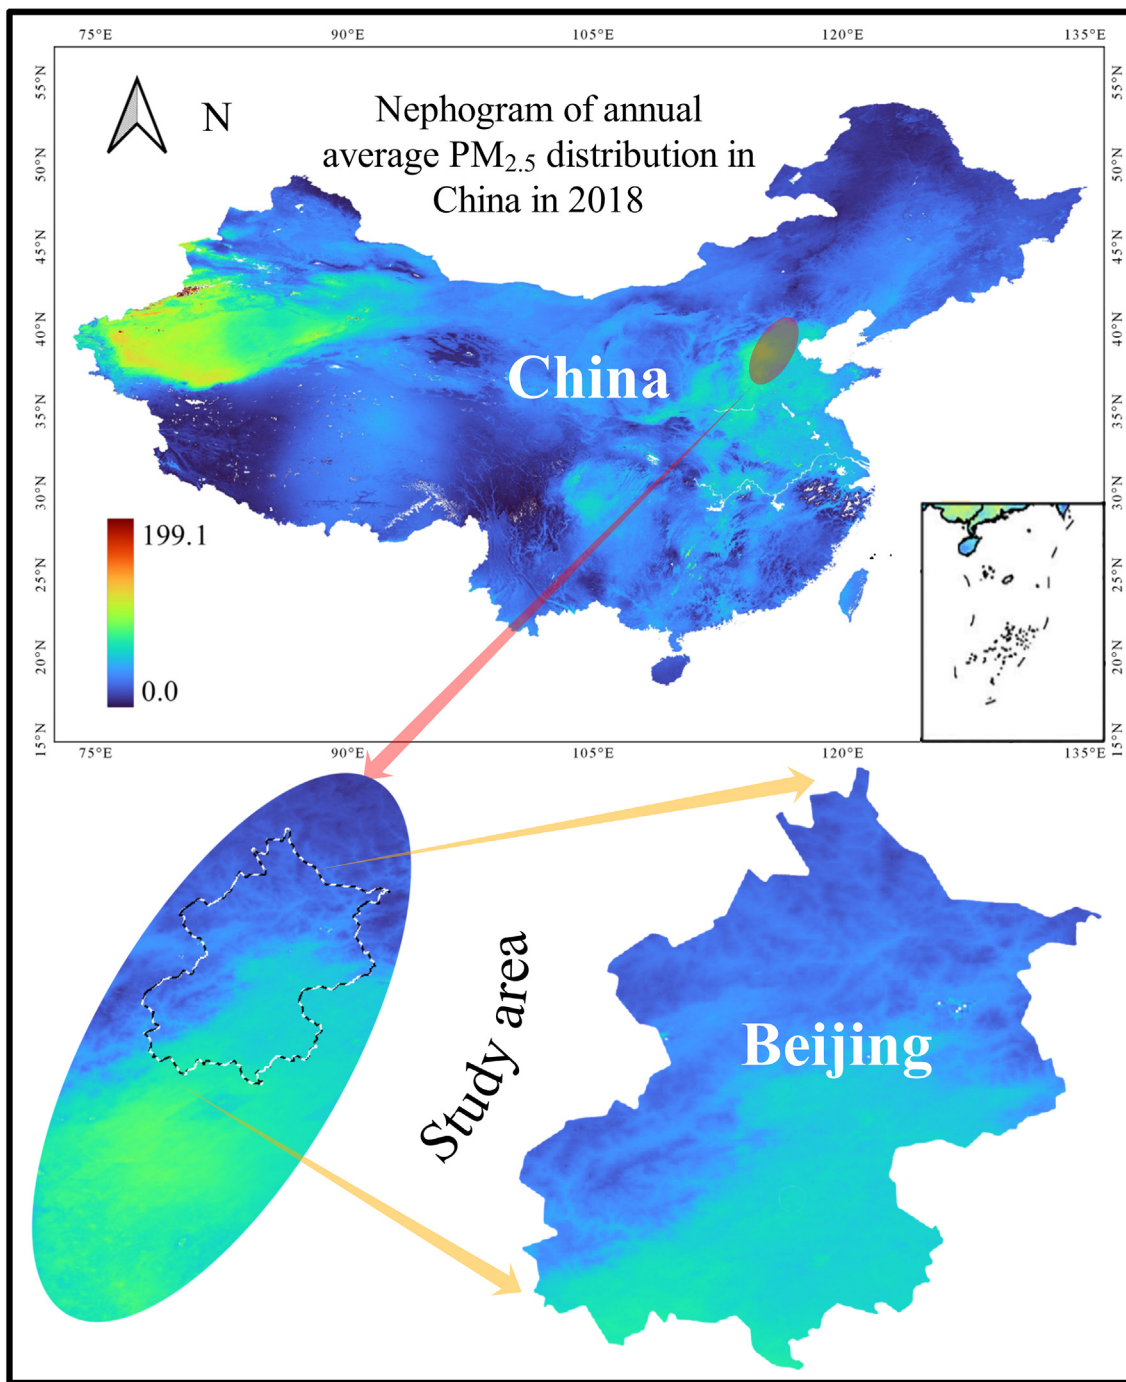 75°E 90°E 105°E 120°E 135°E
55°N 55°N
N
Nephogram of annual
average PM2.5 distribution in
China in 2018
50°N 50°N
45°N 45°N
40°N 40°N
China
35°N 35°N
30°N 30°N
199.1
25°N 25°N
20°N 20°N
0.0
15°N 15°N
75°E 90°E 105°E 120°E 135°E
Study area
Beijing